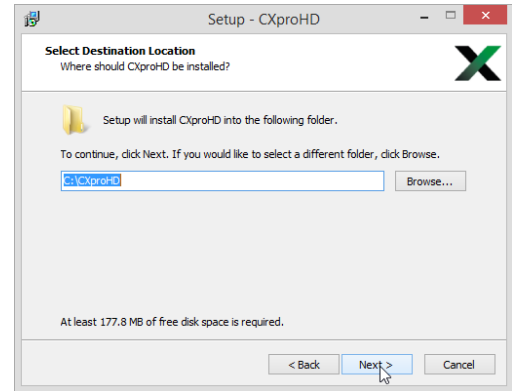 Setup - CXproHD
Select Destination Location
Where should CXproHD be installed?
Setup will install CXproHD into the following folder.
To continue, click Next. If you would like to select a different folder, click Browse.
C:\CXproHD
Browse...
At least 177.8 MB of free disk space is required.
< Back
Next >
Cancel